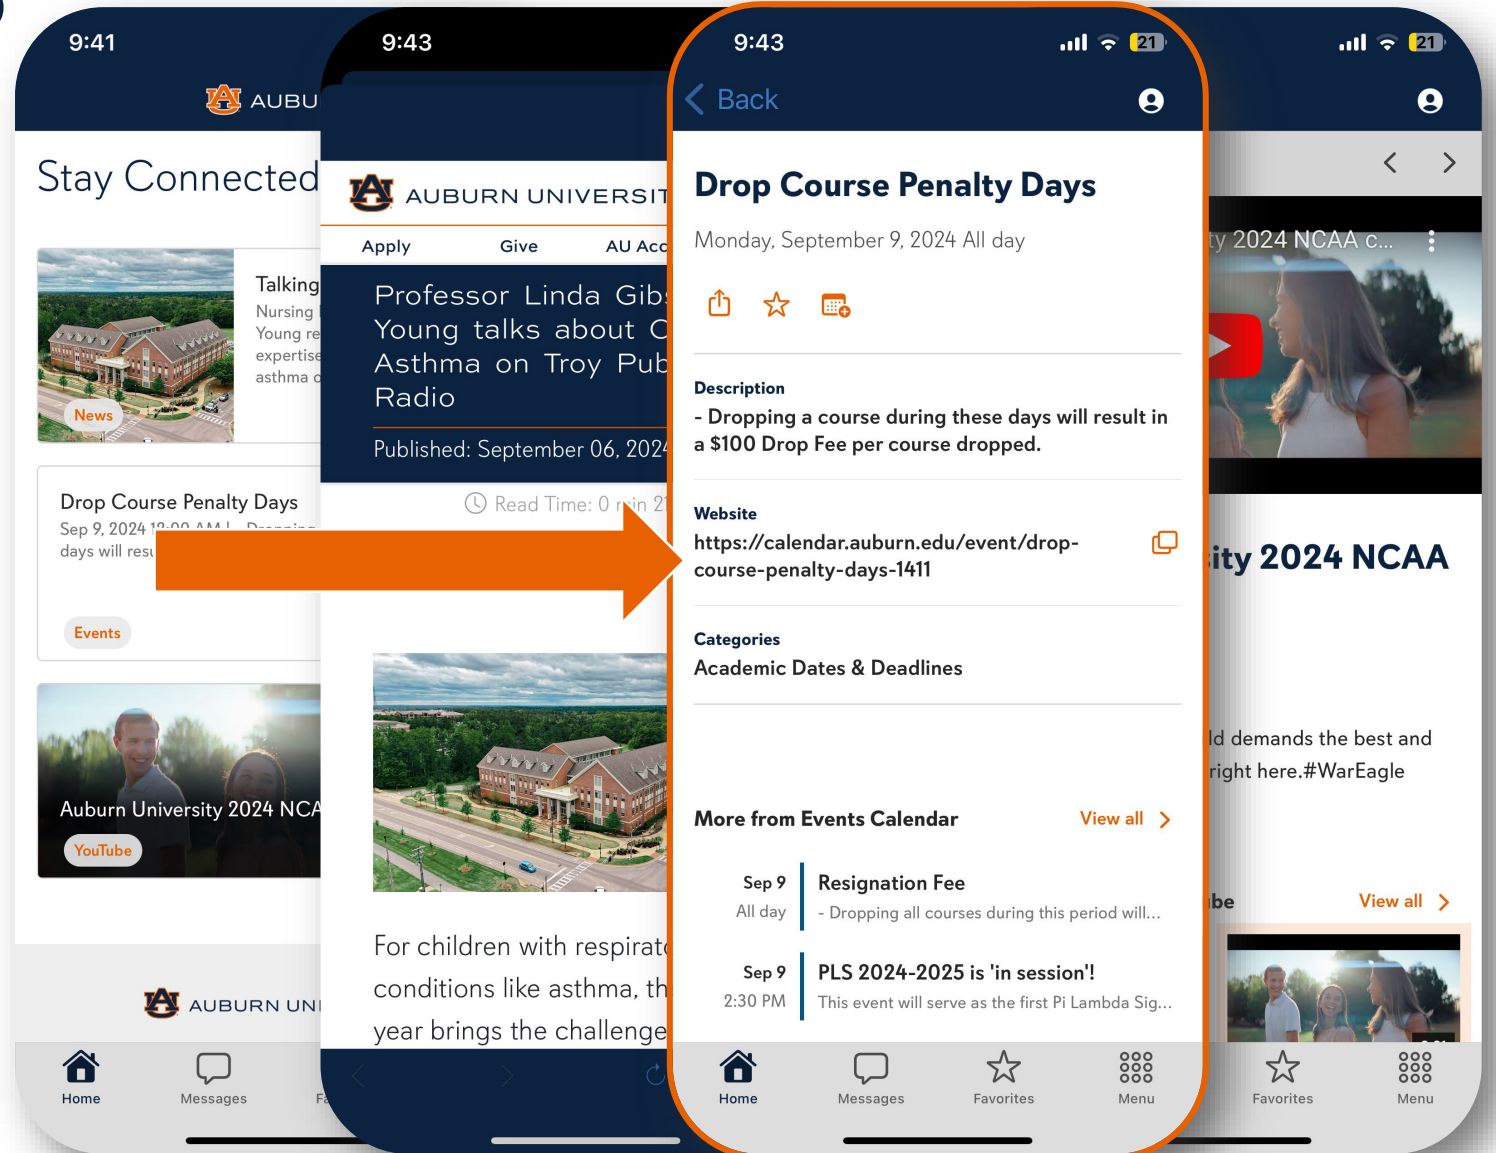 9:41
AUBU
Stay Connected
Talking
Nursing
Young re
expertise
asthma o
News
Drop Course Penalty Days
Sep 9, 2024 12:00 AM |
days will resu
Events
Auburn University 2024 NCA
YouTube
AUBURN UNI
Home
Messages
9:43
AUBURN UNIVERSIT
Apply
Give
AU Acc
Professor Linda Gib
Young talks about C
Asthma on Troy Pub
Radio
Published: September 06, 2024
Read Time: 0 min 21
For children with respirato
conditions like asthma, th
year brings the challenge
9:43
21
Back
Drop Course Penalty Days
Monday, September 9, 2024 All day
Description
- Dropping a course during these days will result in
a $100 Drop Fee per course dropped.
Website
https://calendar.auburn.edu/event/drop-
course-penalty-days-1411
Categories
Academic Dates & Deadlines
More from Events Calendar
View all
Sep 9
All day
Resignation Fee
- Dropping all courses during this period will...
Sep 9
2:30 PM
PLS 2024-2025 is 'in session'!
This event will serve as the first Pi Lambda Sig...
Home
Messages
Favorites
Menu
21
ty 2024 NCAA c...
ity 2024 NCAA
ld demands the best and
right here.#WarEagle
be
View all
Favorites
Menu